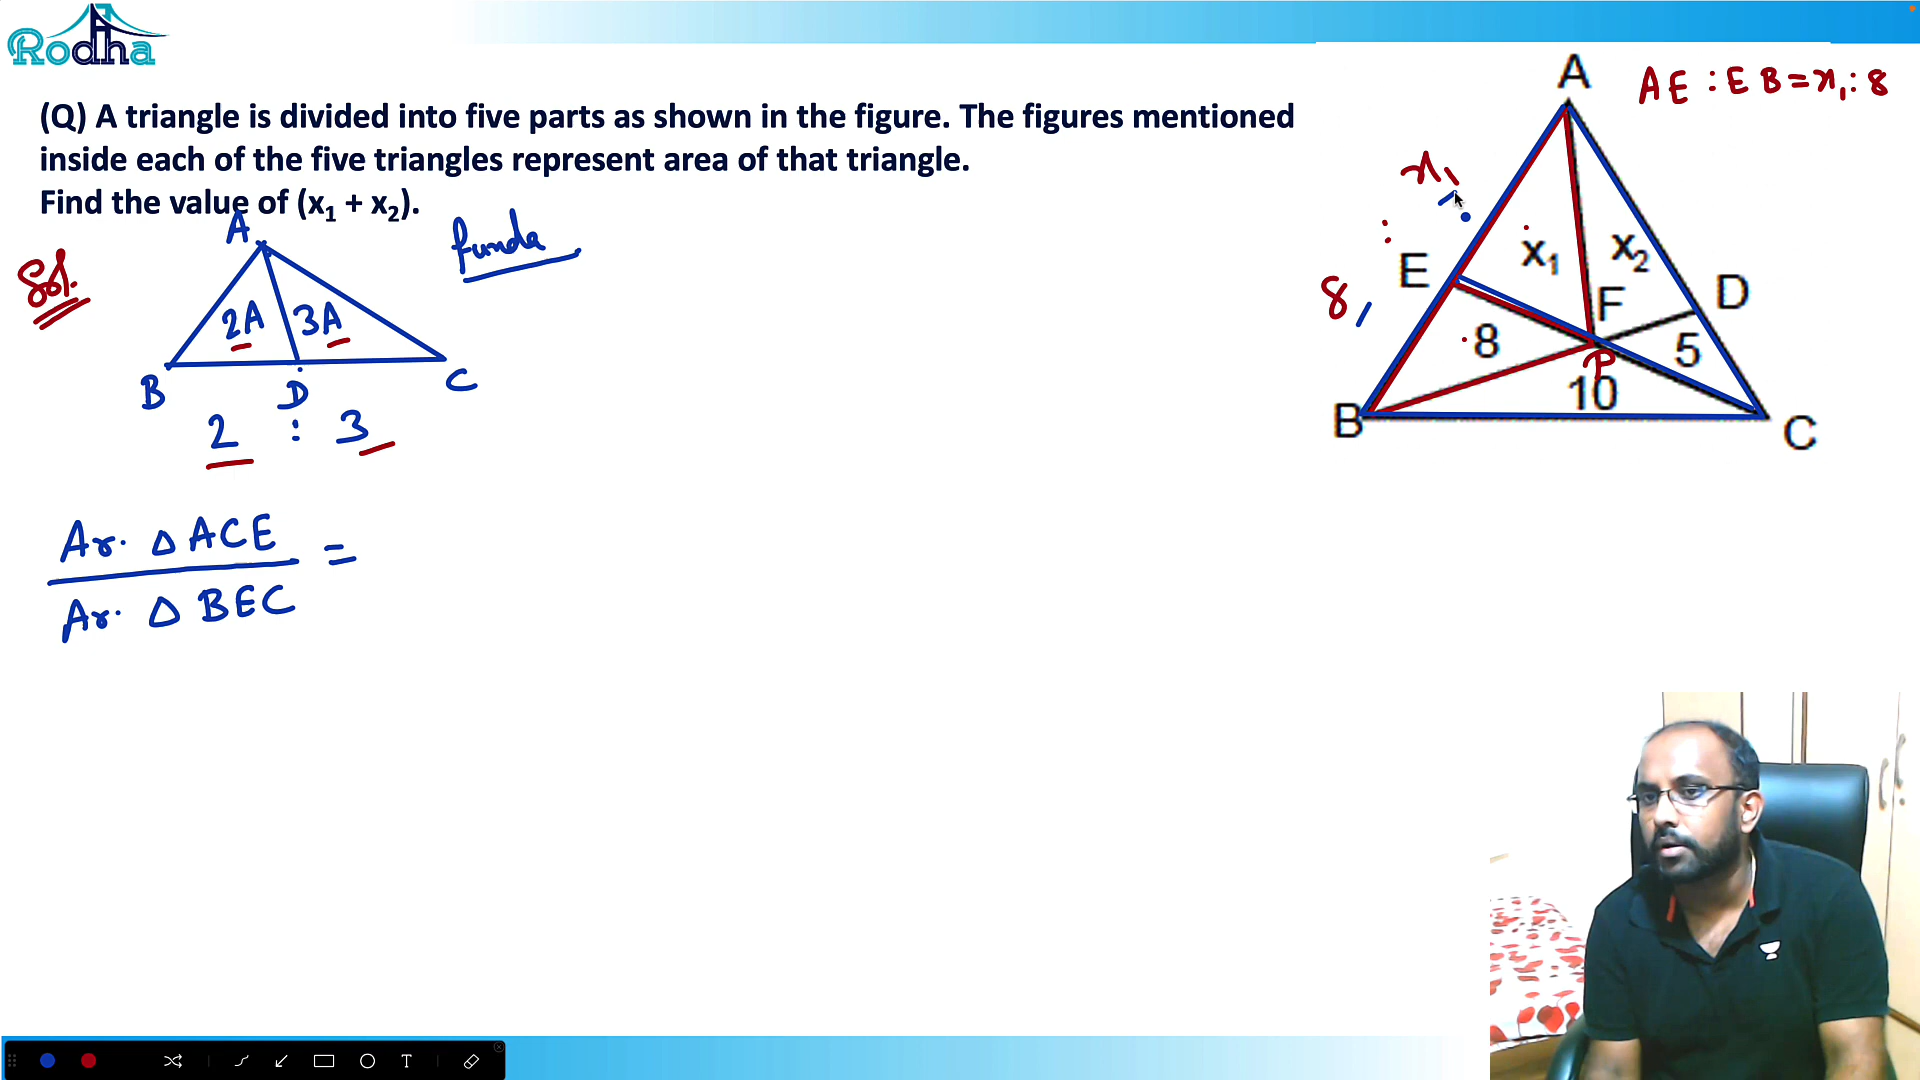 Rodha
(Q) A triangle is divided into five parts as shown in the figure. The figures mentioned
inside each of the five triangles represent area of that triangle.
Find the value of (x₁ + x₂).
Sol.
funda
A
2A 3A
B D C
2 : 3
Ar. △ ACE
Ar. △ BEC
=
A
AE : EB = x₁ : 8
x₁
:
8
E
x₁ x₂
F D
8 5
P
10
B C
T